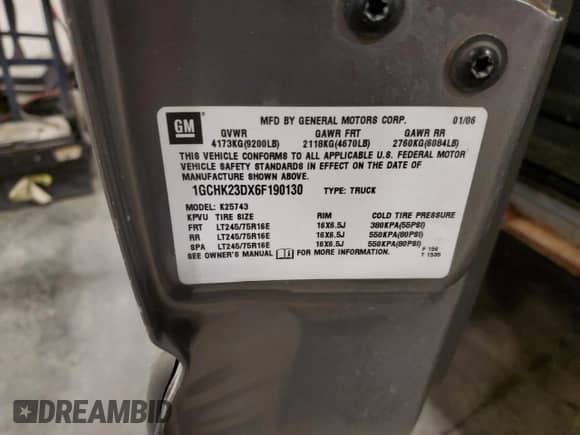 GM
MFD BY GENERAL MOTORS CORP. 01/06
GVWR GAWR FRT GAWR RR
4173KG(9200LB) 2118KG(4670LB) 2760KG(6084LB)
THIS VEHICLE CONFORMS TO ALL APPLICABLE U.S. FEDERAL MOTOR
VEHICLE SAFETY STANDARDS IN EFFECT ON THE DATE OF
MANUFACTURE SHOWN ABOVE.
1GCHK23DX6F190130 TYPE: TRUCK
MODEL: K25743
KPVU TIRE SIZE RIM COLD TIRE PRESSURE
FRT LT245/75R16E 16X6.5J 380KPA(55PSI)
RR LT245/75R16E 16X6.5J 550KPA(80PSI)
SPA LT245/75R16E 16X6.5J 550KPA(80PSI)
SEE OWNER'S MANUAL FOR MORE INFORMATION.
F 156
T 1535
DREAMBID